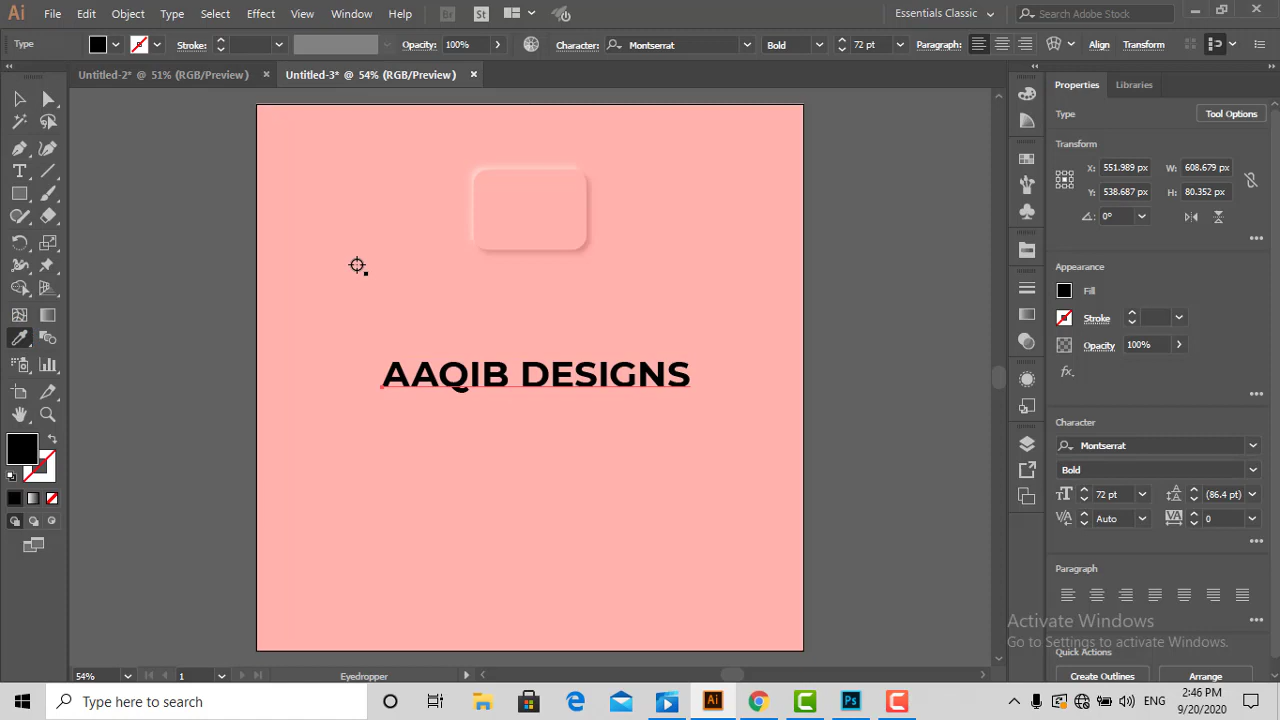 Ai File Edit Object Type Select Effect View Window Help Br St Essentials Classic Search Adobe Stock
Type Stroke: Opacity: 100% Character: Montserrat Bold 72 pt Paragraph: Align Transform
Untitled-2* @ 51% (RGB/Preview) × Untitled-3* @ 54% (RGB/Preview) ×
Properties Libraries
Type Tool Options
Transform
X: 551.989 px W: 608.679 px
Y: 538.687 px H: 80.352 px
0°
Appearance
Fill
Stroke
Opacity 100%
fx.
AAQIB DESIGNS
Character
Montserrat
Bold
72 pt (86.4 pt)
Auto 0
Paragraph
Activate Windows
Go to Settings to activate Windows.
Quick Actions
Create Outlines Arrange
54% 1 Eyedropper
Type here to search
Ai Ps ENG
2:46 PM
9/20/2020